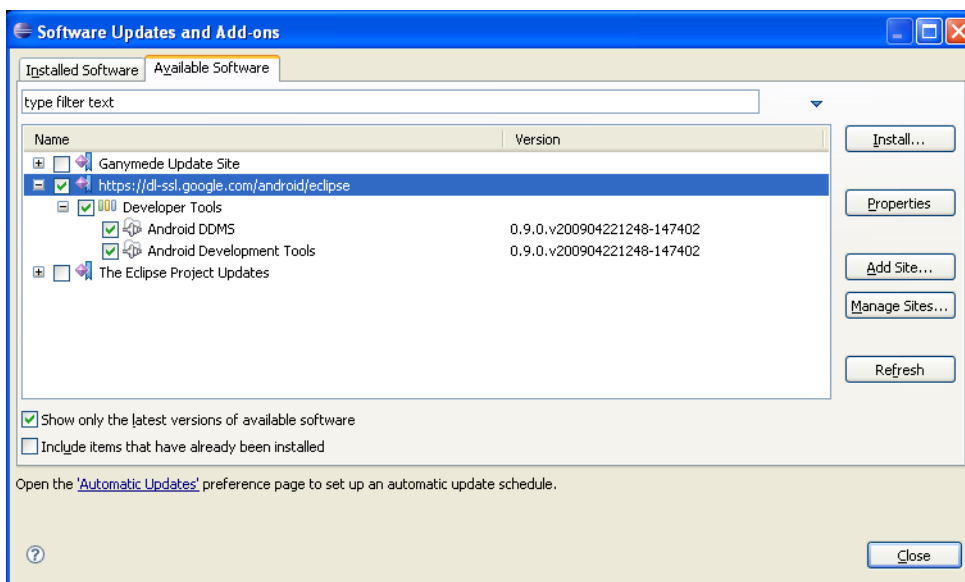 Software Updates and Add-ons
Installed Software Available Software
type filter text
Name Version Install...
Ganymede Update Site
https://dl-ssl.google.com/android/eclipse
Developer Tools Properties
Android DDMS 0.9.0.v200904221248-147402
Android Development Tools 0.9.0.v200904221248-147402
The Eclipse Project Updates Add Site...
Manage Sites...
Refresh
Show only the latest versions of available software
Include items that have already been installed
Open the 'Automatic Updates' preference page to set up an automatic update schedule.
? Close